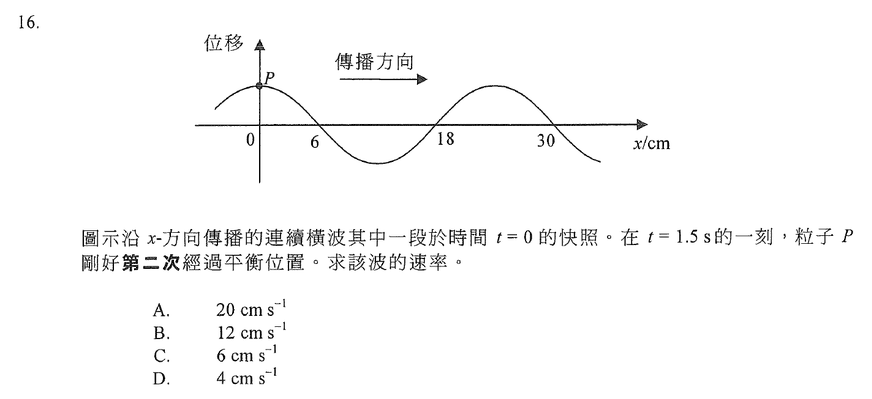 16.
位移
P
傳播方向
0 6 18 30 x/cm
圖示沿 x-方向傳播的連續橫波其中一段於時間 t = 0 的快照。在 t = 1.5 s的一刻，粒子 P
剛好第二次經過平衡位置。求該波的速率。
A. 20 cm s⁻¹
B. 12 cm s⁻¹
C. 6 cm s⁻¹
D. 4 cm s⁻¹